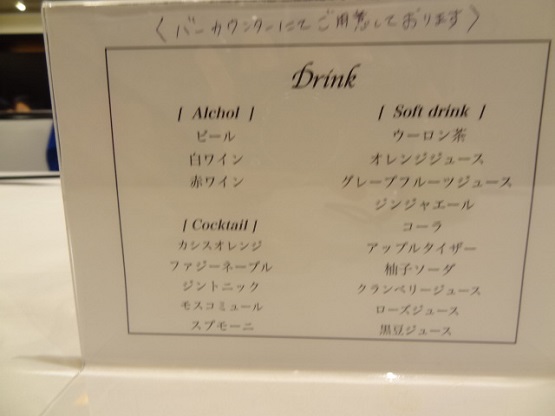 〈バーカウンターにてご用意しております〉
Drink
[ Alchol ]
ビール
白ワイン
赤ワイン
[ Cocktail ]
カシスオレンジ
ファジーネーブル
ジントニック
モスコミュール
スプモーニ
[ Soft drink ]
ウーロン茶
オレンジジュース
グレープフルーツジュース
ジンジャエール
コーラ
アップルタイザー
柚子ソーダ
クランベリージュース
ローズジュース
黒豆ジュース